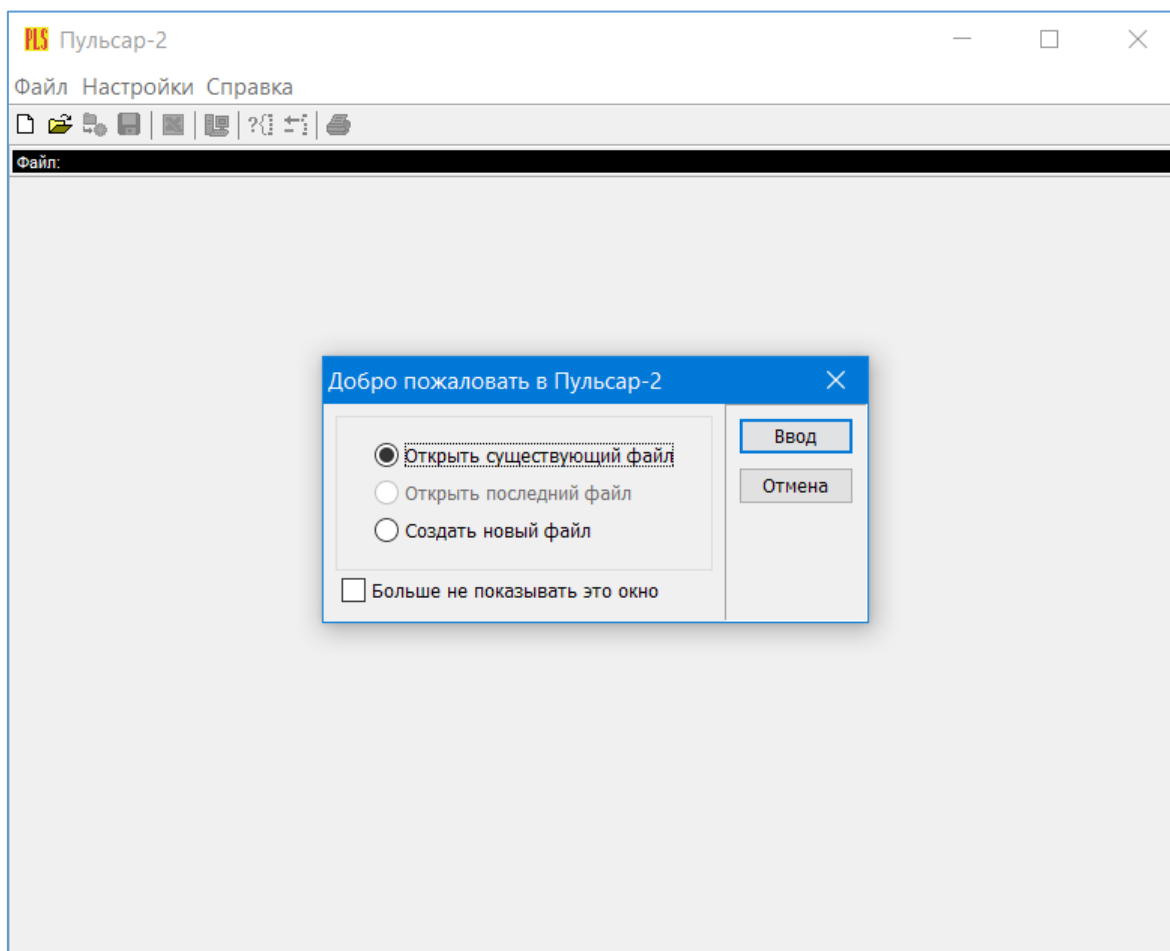 PLS Пульсар-2
Файл Настройки Справка
Файл:
Добро пожаловать в Пульсар-2
Открыть существующий файл
Открыть последний файл
Создать новый файл
Больше не показывать это окно
Ввод
Отмена